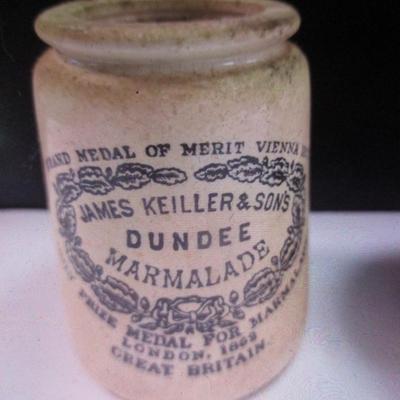 GRAND MEDAL OF MERIT VIENNA
JAMES KEILLER & SONS
DUNDEE
MARMALADE
PRIZE MEDAL FOR MARMALADE
LONDON, 1862
GREAT BRITAIN.